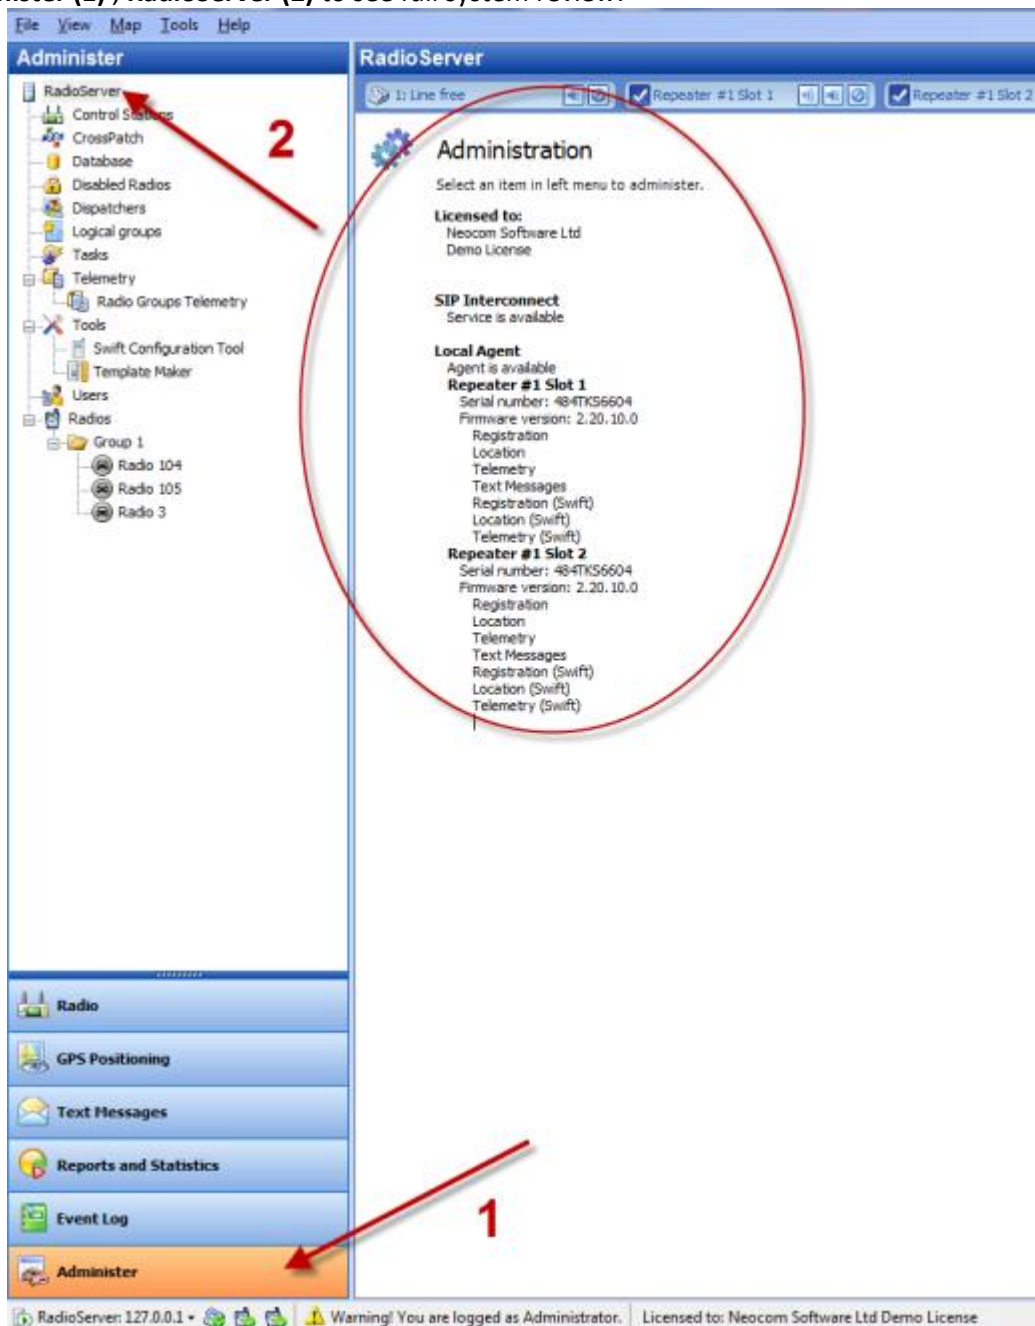 (1), RadioServer (2) to see full system review.
File View Map Tools Help
Administer
RadioServer
Control Stations
CrossPatch
Database
Disabled Radios
Dispatchers
Logical groups
Tasks
Telemetry
Radio Groups Telemetry
Tools
Swift Configuration Tool
Template Maker
Users
Radios
Group 1
Radio 104
Radio 105
Radio 3
2
Radio
GPS Positioning
Text Messages
Reports and Statistics
Event Log
Administer
RadioServer
1: Line free
Repeater #1 Slot 1
Repeater #1 Slot 2
Administration
Select an item in left menu to administer.
Licensed to:
Neocom Software Ltd
Demo License
SIP Interconnect
Service is available
Local Agent
Agent is available
Repeater #1 Slot 1
Serial number: 484TKS6604
Firmware version: 2.20.10.0
Registration
Location
Telemetry
Text Messages
Registration (Swift)
Location (Swift)
Telemetry (Swift)
Repeater #1 Slot 2
Serial number: 484TKS6604
Firmware version: 2.20.10.0
Registration
Location
Telemetry
Text Messages
Registration (Swift)
Location (Swift)
Telemetry (Swift)
1
RadioServer: 127.0.0.1
Warning! You are logged as Administrator.
Licensed to: Neocom Software Ltd Demo License